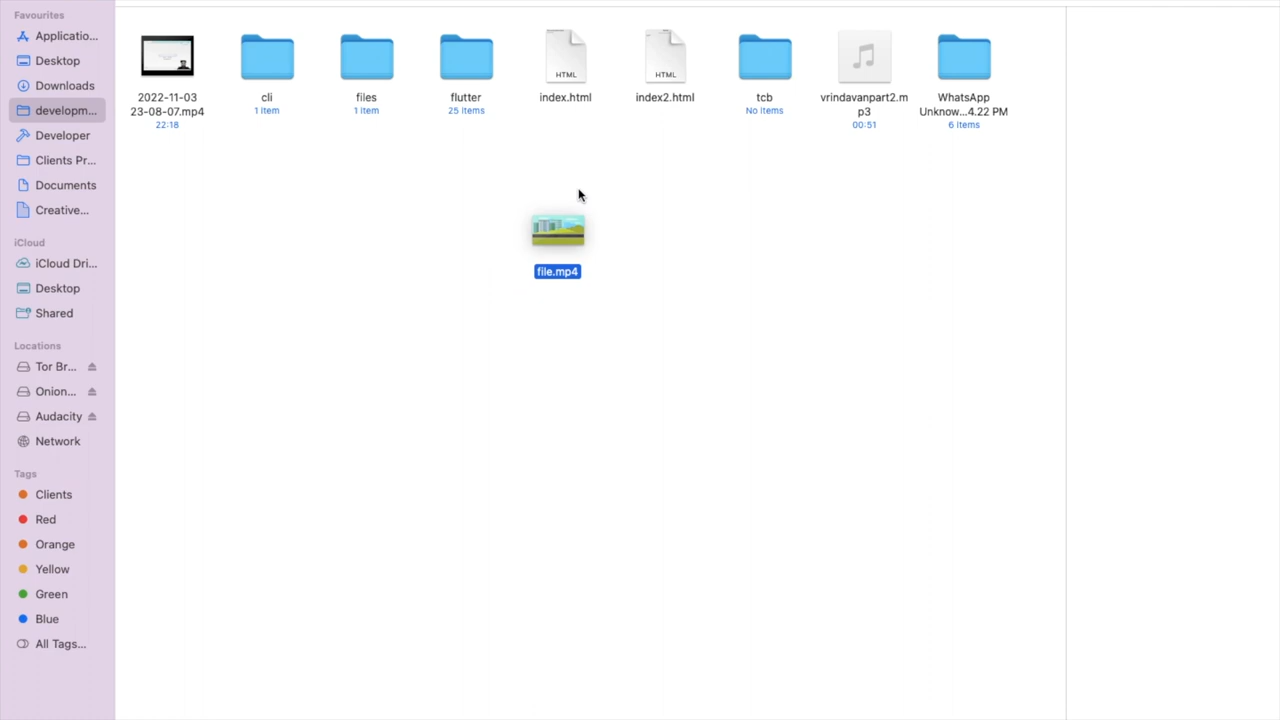 Favourites
Applicatio...
Desktop
Downloads
developm...
Developer
Clients Pr...
Documents
Creative...
iCloud
iCloud Dri...
Desktop
Shared
Locations
Tor Br...
Onion...
Audacity
Network
Tags
Clients
Red
Orange
Yellow
Green
Blue
All Tags...
2022-11-03
23-08-07.mp4
22:18
cli
1 item
files
1 item
flutter
25 items
HTML
index.html
HTML
index2.html
tcb
No items
vrindavanpart2.m
p3
00:51
WhatsApp
Unknow...4.22 PM
6 items
file.mp4